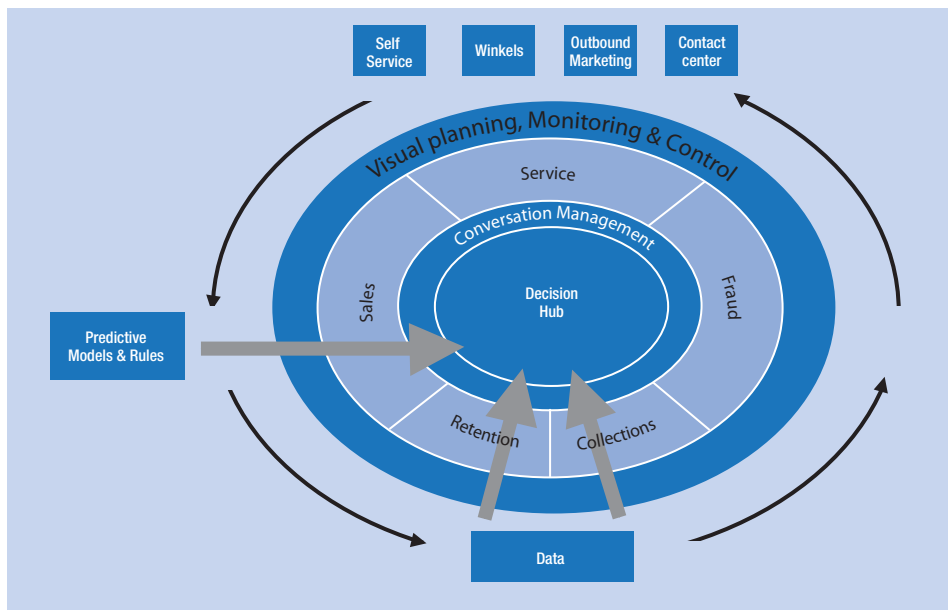 Self
Service
Winkels
Outbound
Marketing
Contact
center
Visual planning, Monitoring & Control
Service
Conversation Management
Sales
Decision
Hub
Fraud
Predictive
Models & Rules
Retention
Collections
Data